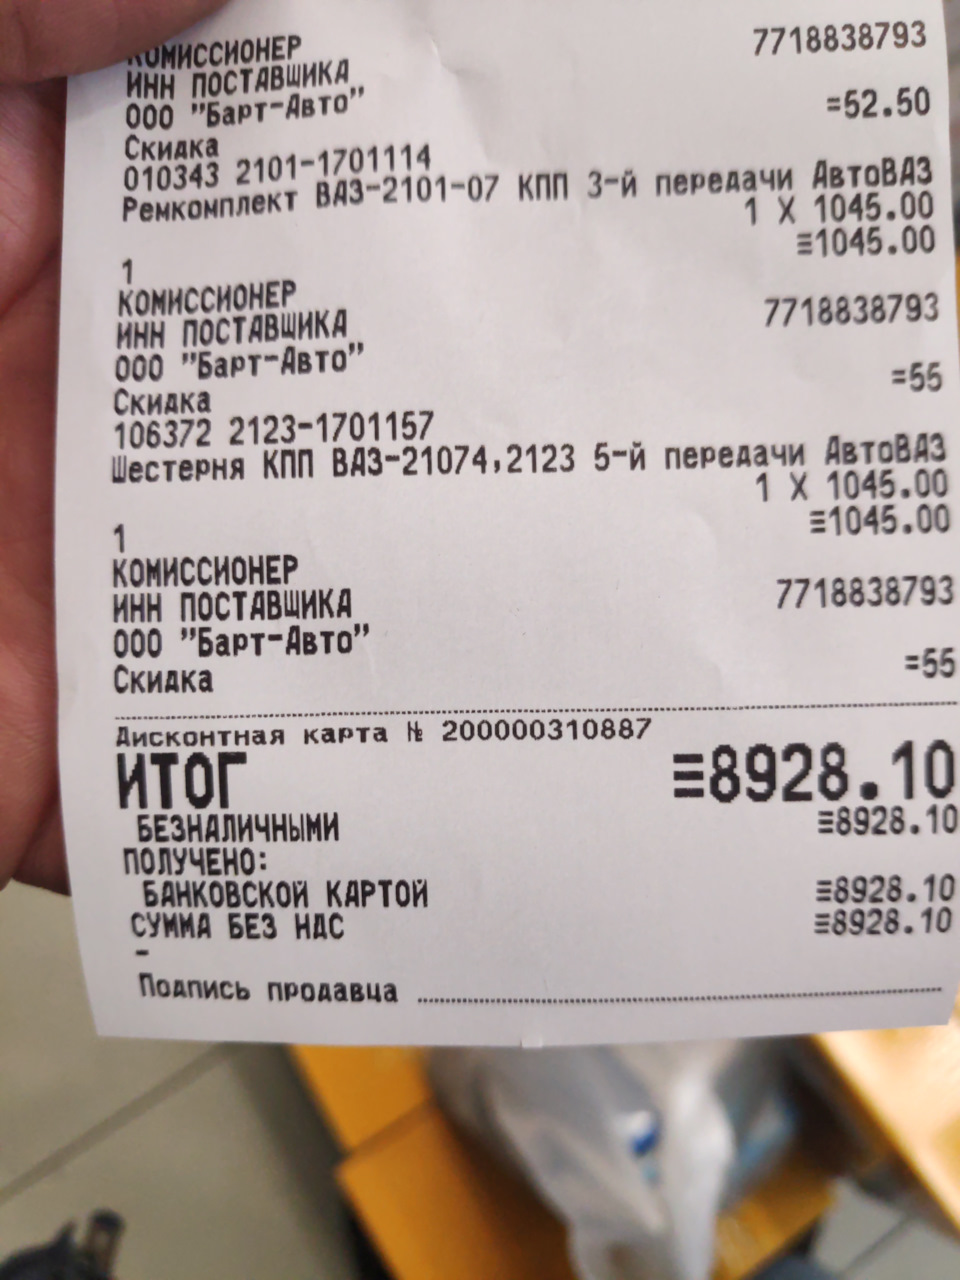 КОМИССИОНЕР
ИНН ПОСТАВЩИКА 7718838793
ООО "Барт-Авто"
Скидка =52.50
010343 2101-1701114
Ремкомплект ВАЗ-2101-07 КПП 3-й передачи АвтоВАЗ
1 X 1045.00
1 ≡1045.00
КОМИССИОНЕР
ИНН ПОСТАВЩИКА 7718838793
ООО "Барт-Авто"
Скидка =55
106372 2123-1701157
Шестерня КПП ВАЗ-21074,2123 5-й передачи АвтоВАЗ
1 X 1045.00
1 ≡1045.00
КОМИССИОНЕР
ИНН ПОСТАВЩИКА 7718838793
ООО "Барт-Авто"
Скидка =55
Дисконтная карта № 200000310887
ИТОГ ≡8928.10
БЕЗНАЛИЧНЫМИ ≡8928.10
ПОЛУЧЕНО:
БАНКОВСКОЙ КАРТОЙ ≡8928.10
СУММА БЕЗ НДС ≡8928.10
-
Подпись продавца